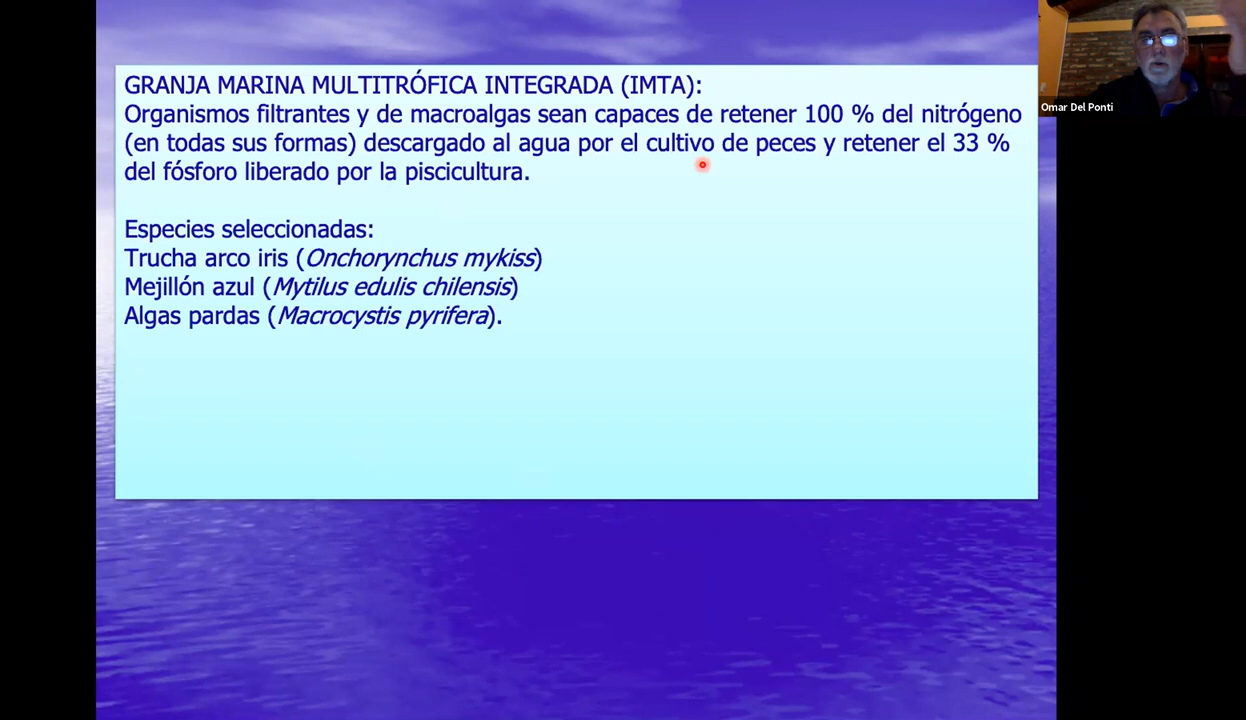 GRANJA MARINA MULTITRÓFICA INTEGRADA (IMTA):
Organismos filtrantes y de macroalgas sean capaces de retener 100 % del nitrógeno
(en todas sus formas) descargado al agua por el cultivo de peces y retener el 33 %
del fósforo liberado por la piscicultura.
Especies seleccionadas:
Trucha arco iris (Onchorynchus mykiss)
Mejillón azul (Mytilus edulis chilensis)
Algas pardas (Macrocystis pyrifera).
Omar Del Ponti